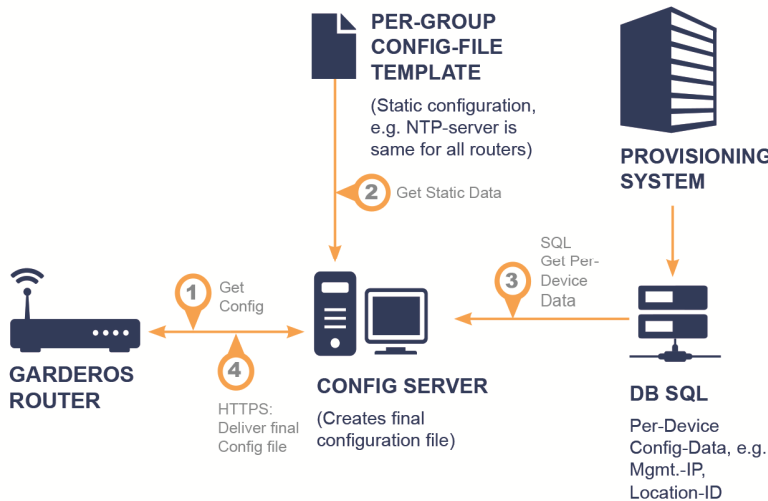 PER-GROUP
CONFIG-FILE
TEMPLATE
(Static configuration,
e.g. NTP-server is
same for all routers)
PROVISIONING
SYSTEM
2
Get Static Data
1
Get
Config
3
SQL
Get Per-
Device
Data
4
HTTPS:
Deliver final
Config file
GARDEROS
ROUTER
CONFIG SERVER
(Creates final
configuration file)
DB SQL
Per-Device
Config-Data, e.g.
Mgmt.-IP,
Location-ID